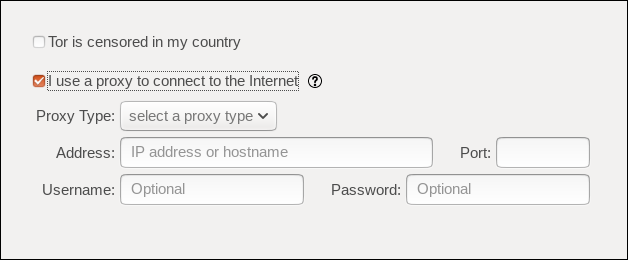 Tor is censored in my country
I use a proxy to connect to the Internet ?
Proxy Type: select a proxy type
Address: IP address or hostname Port:
Username: Optional Password: Optional